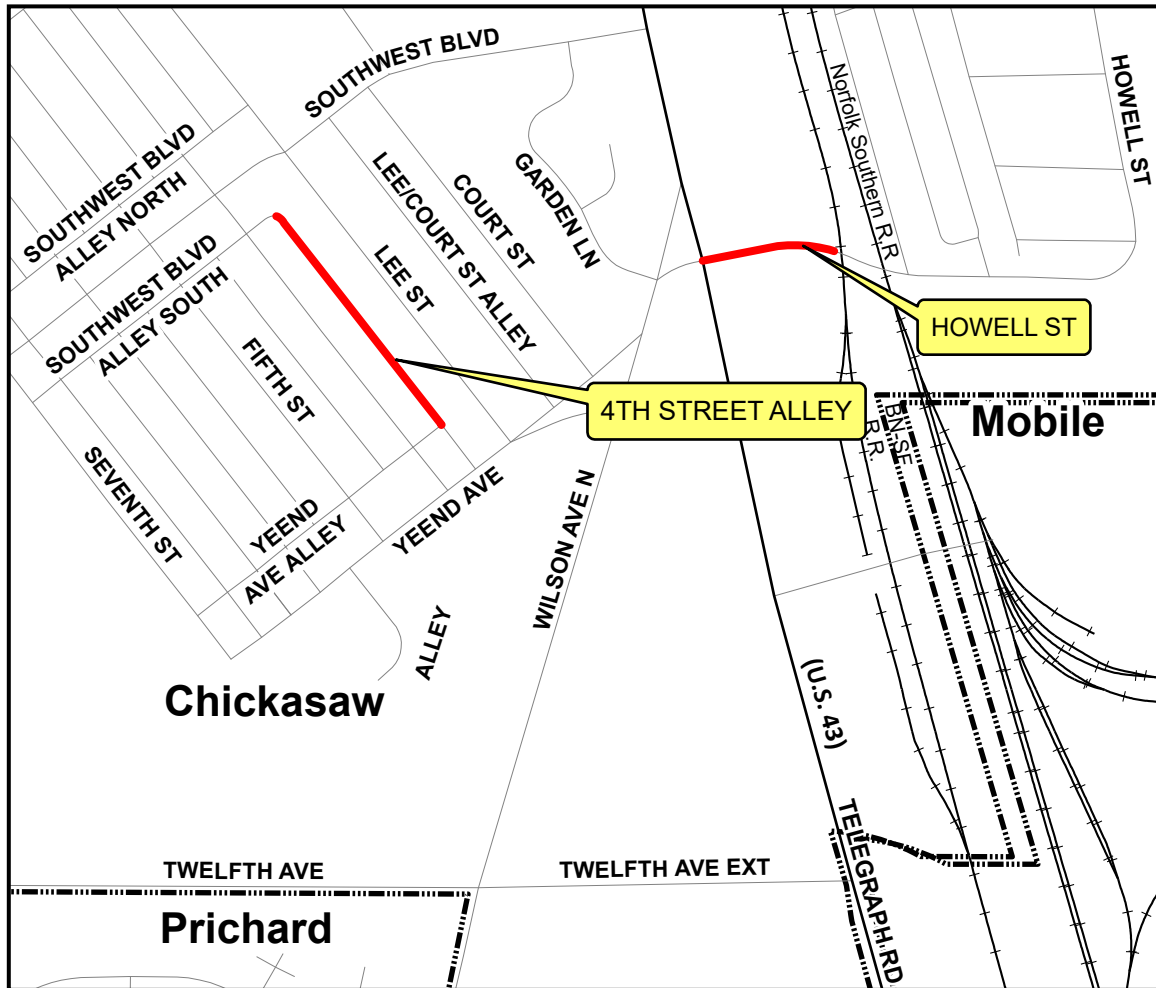 SOUTHWEST BLVD
HOWELL ST
Norfolk Southern R.R
SOUTHWEST BLVD
ALLEY NORTH
LEE/COURT ST ALLEY
COURT ST
GARDEN LN
SOUTHWEST BLVD
ALLEY SOUTH
LEE ST
HOWELL ST
FIFTH ST
4TH STREET ALLEY
BN-SF
R.R.
Mobile
SEVENTH ST
YEEND
AVE ALLEY
YEEND AVE
WILSON AVE N
ALLEY
Chickasaw
(U.S. 43)
TELEGRAPH RD
TWELFTH AVE
TWELFTH AVE EXT
Prichard